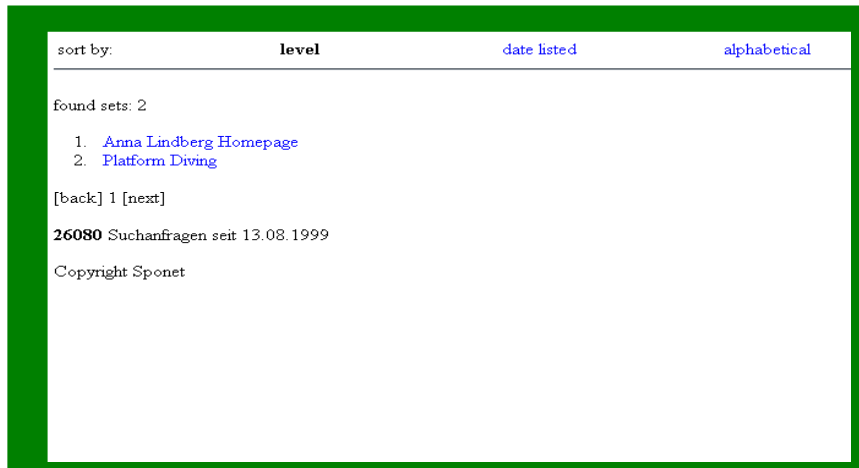 sort by: level date listed alphabetical
found sets: 2
1. Anna Lindberg Homepage
2. Platform Diving
[back] 1 [next]
26080 Suchanfragen seit 13.08.1999
Copyright Sponet